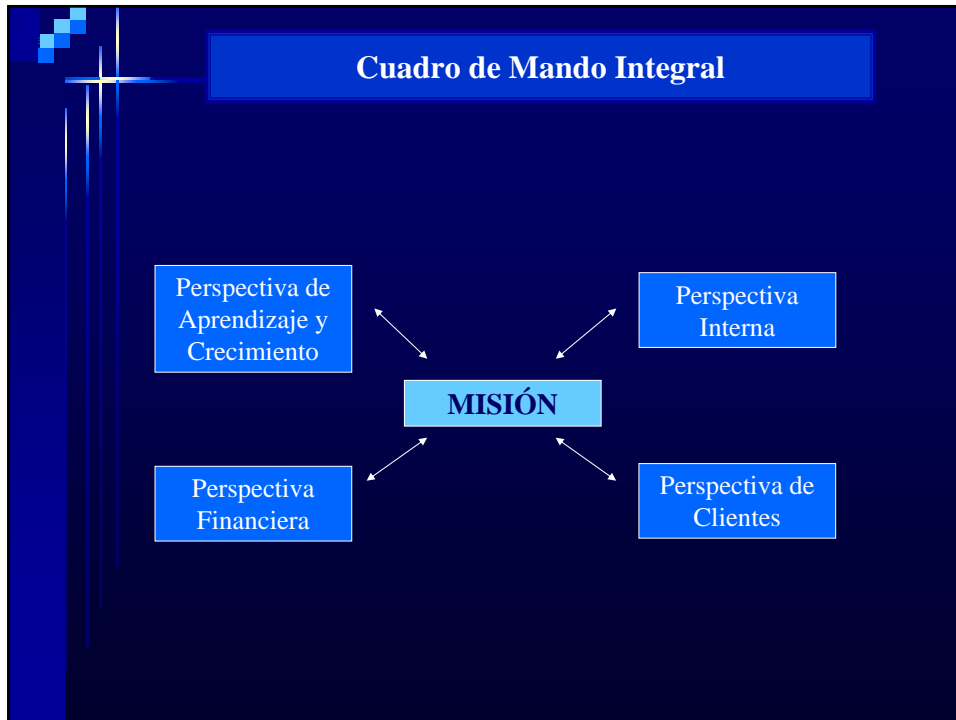 Cuadro de Mando Integral
Perspectiva de
Aprendizaje y
Crecimiento
Perspectiva
Interna
MISIÓN
Perspectiva
Financiera
Perspectiva de
Clientes